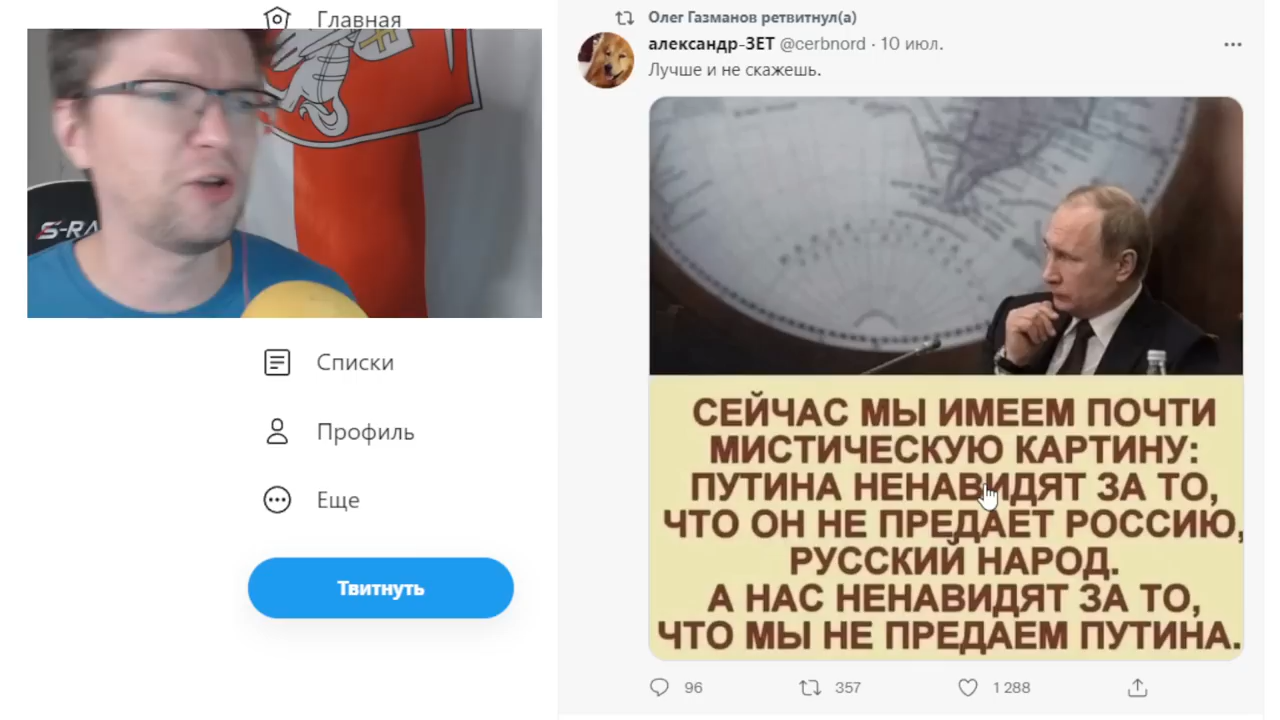 Главная
S-RA
Списки
Профиль
Еще
Твитнуть
Олег Газманов ретвитнул(а)
александр-ЗЕТ @cerbnord · 10 июл.
Лучше и не скажешь.
СЕЙЧАС МЫ ИМЕЕМ ПОЧТИ
МИСТИЧЕСКУЮ КАРТИНУ:
ПУТИНА НЕНАВИДЯТ ЗА ТО,
ЧТО ОН НЕ ПРЕДАЕТ РОССИЮ,
РУССКИЙ НАРОД.
А НАС НЕНАВИДЯТ ЗА ТО,
ЧТО МЫ НЕ ПРЕДАЕМ ПУТИНА.
96 357 1 288